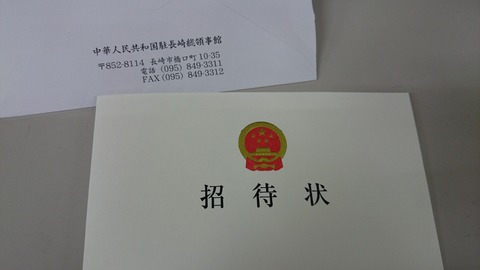 中華人民共和国駐長崎総領事館
〒852-8114 長崎市橋口町10-35
電話 (095) 849-3311
FAX (095) 849-3312
招待状